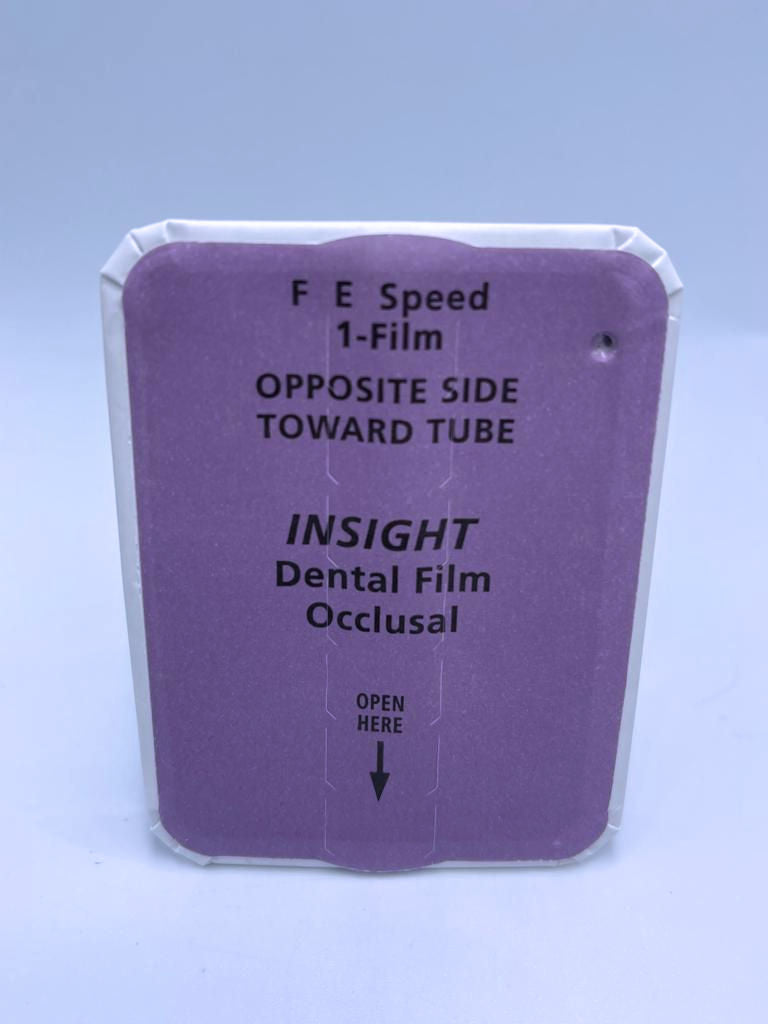 F E Speed
1-Film
OPPOSITE SIDE
TOWARD TUBE
INSIGHT
Dental Film
Occlusal
OPEN
HERE